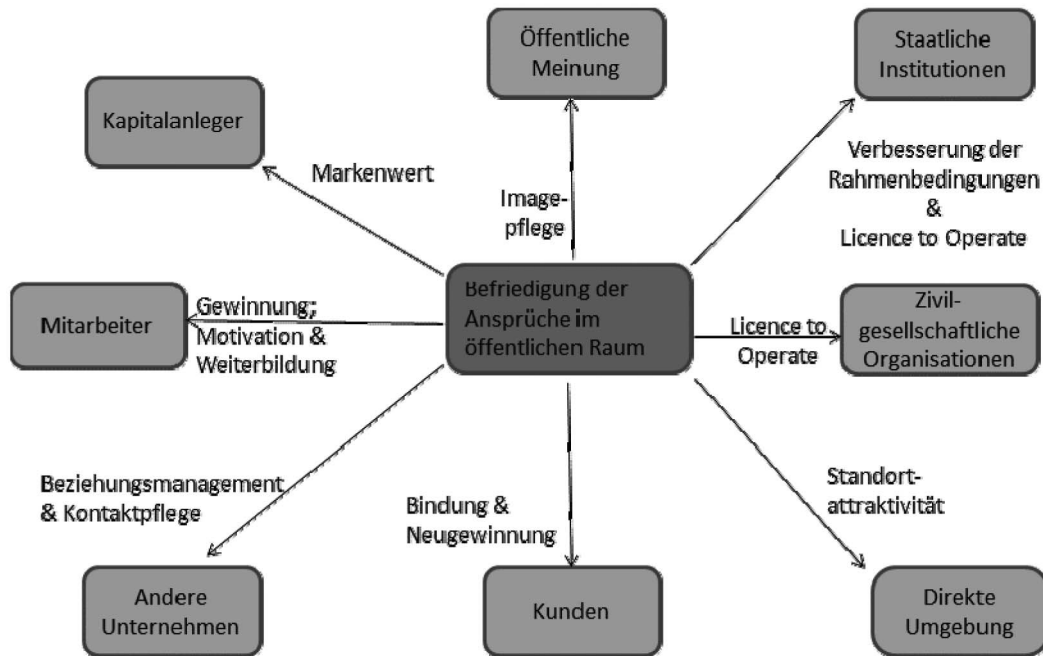 Öffentliche
Meinung
Staatliche
Institutionen
Kapitalanleger
Markenwert
Image-
pflege
Verbesserung der
Rahmenbedingungen
&
Licence to Operate
Mitarbeiter
Gewinnung;
Motivation &
Weiterbildung
Befriedigung der
Ansprüche im
öffentlichen Raum
Licence to
Operate
Zivil-
gesellschaftliche
Organisationen
Beziehungsmanagement
& Kontaktpflege
Bindung &
Neugewinnung
Standort-
attraktivität
Andere
Unternehmen
Kunden
Direkte
Umgebung